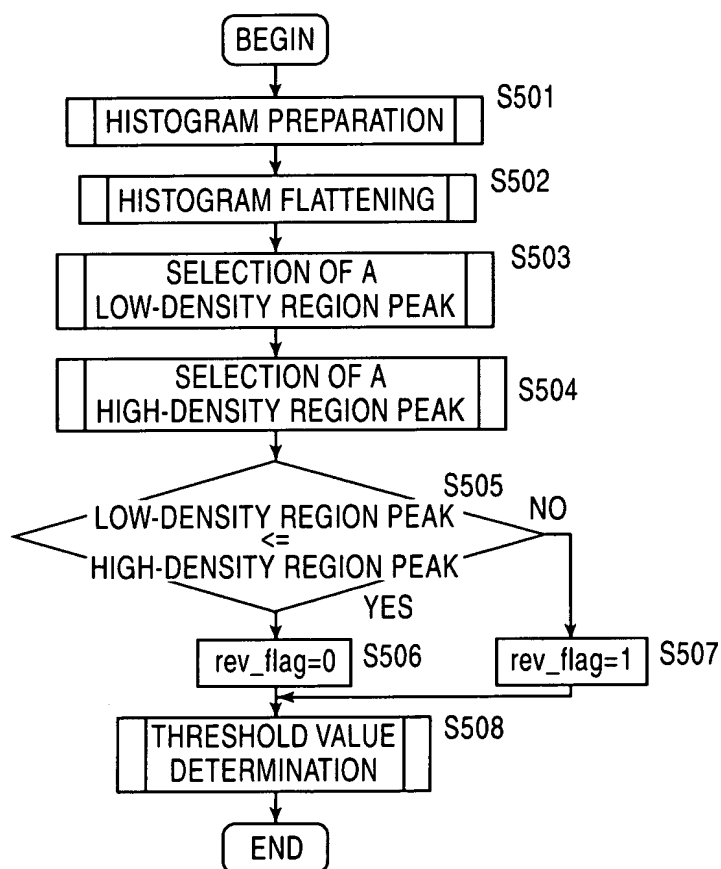 BEGIN
S501
HISTOGRAM PREPARATION
S502
HISTOGRAM FLATTENING
S503
SELECTION OF A
LOW-DENSITY REGION PEAK
SELECTION OF A
HIGH-DENSITY REGION PEAK
S504
S505
LOW-DENSITY REGION PEAK
<=
HIGH-DENSITY REGION PEAK
NO
YES
rev_flag=0
S506
rev_flag=1
S507
THRESHOLD VALUE
DETERMINATION
S508
END